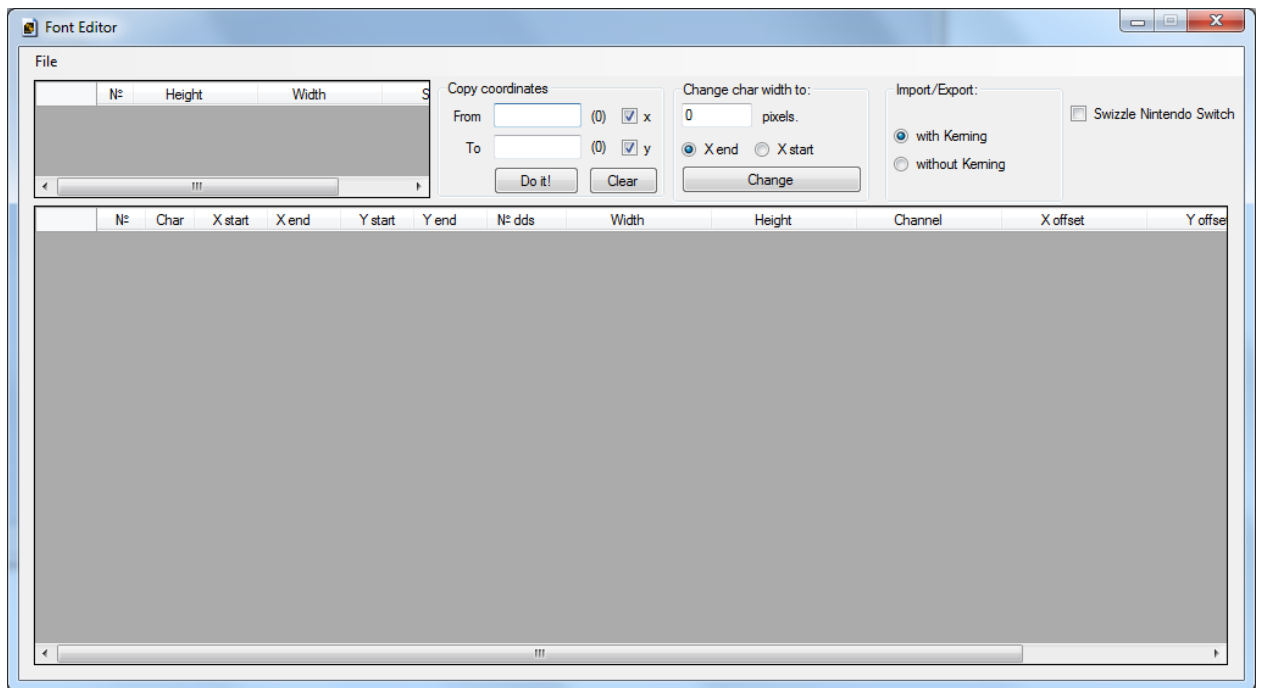 Font Editor
File
№ Height Width S
Copy coordinates
From (0) x
To (0) y
Do it! Clear
Change char width to:
0 pixels.
X end X start
Change
Import/Export:
with Kerning
without Kerning
Swizzle Nintendo Switch
№ Char X start X end Y start Y end № dds Width Height Channel X offset Y offse